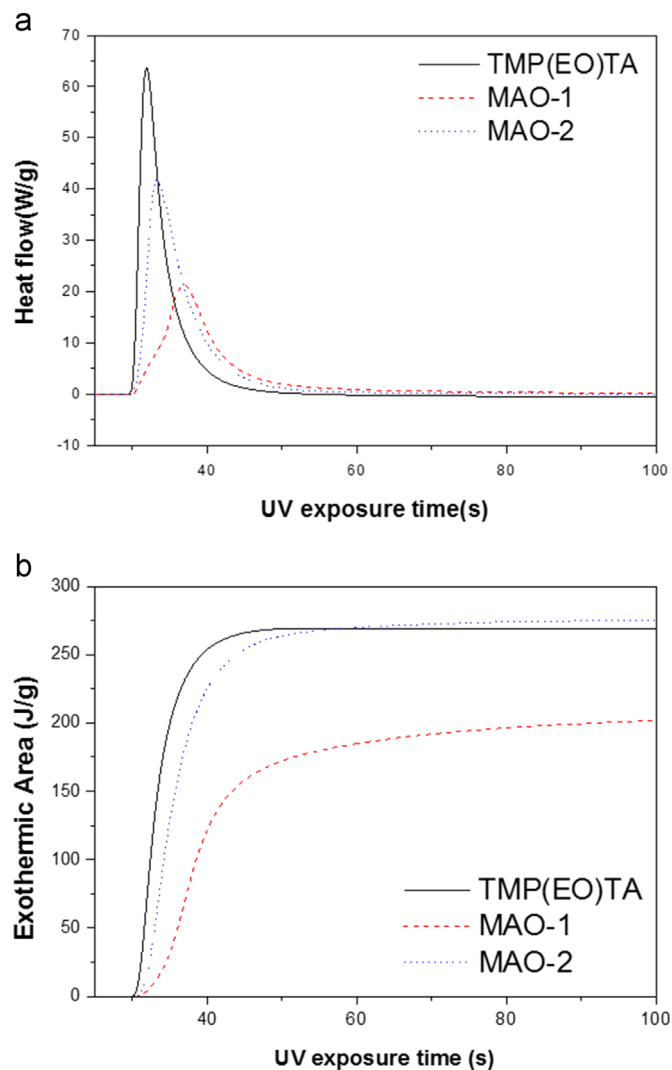 a
70
60
50
40
30
20
10
0
-10
Heat flow(W/g)
TMP(EO)TA
MAO-1
MAO-2
40 60 80 100
UV exposure time(s)
b
300
250
200
150
100
50
0
Exothermic Area (J/g)
TMP(EO)TA
MAO-1
MAO-2
40 60 80 100
UV exposure time (s)